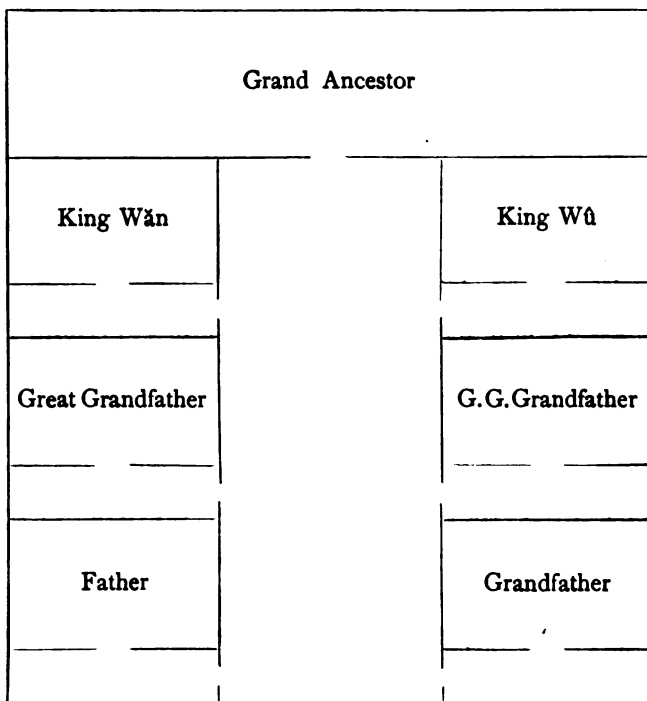 Grand Ancestor
King Wăn
King Wû
Great Grandfather
G.G.Grandfather
Father
Grandfather